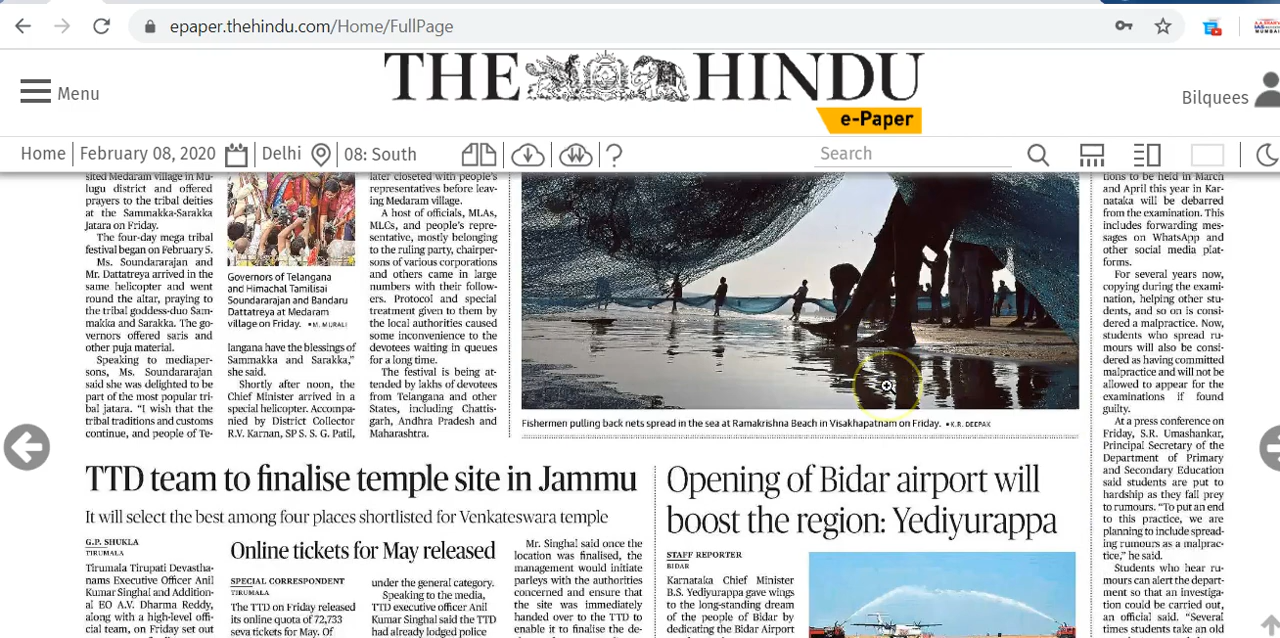 epaper.thehindu.com/Home/FullPage
Menu
THE HINDU
e-Paper
Bilquees
Home
February 08, 2020
Delhi
08: South
?
Search
sited Medaram village in Mu-
lugu district and offered
prayers to the tribal deities
at the Sammakka-Sarakka
Jatara on Friday.
The four-day mega tribal
festival began on February 5.
Ms. Soundararajan and
Mr. Dattatreya arrived in the
same helicopter and went
round the altar, praying to
the tribal goddess-duo Sam-
makka and Sarakka. The go-
vernors offered saris and
other puja material.
Speaking to mediaper-
sons, Ms. Soundararajan
said she was delighted to be
part of the most popular tri-
bal jatara. “I wish that the
tribal traditions and customs
continue, and people of Te-
Governors of Telangana
and Himachal Tamilisai
Soundararajan and Bandaru
Dattatreya at Medaram
village on Friday. •M. MURALI
langana have the blessings of
Sammakka and Sarakka,”
she said.
Shortly after noon, the
Chief Minister arrived in a
special helicopter. Accompa-
nied by District Collector
R.V. Karnan, SP S. S. G. Patil,
later closeted with people’s
representatives before leav-
ing Medaram village.
A host of officials, MLAs,
MLCs, and people’s repre-
sentative, mostly belonging
to the ruling party, chairper-
sons of various corporations
and others came in large
numbers with their follow-
ers. Protocol and special
treatment given to them by
the local authorities caused
some inconvenience to the
devotees waiting in queues
for a long time.
The festival is being at-
tended by lakhs of devotees
from Telangana and other
States, including Chattis-
garh, Andhra Pradesh and
Maharashtra.
Fishermen pulling back nets spread in the sea at Ramakrishna Beach in Visakhapatnam on Friday. •K.R. DEEPAK
tions to be held in March
and April this year in Kar-
nataka will be debarred
from the examination. This
includes forwarding mes-
sages on WhatsApp and
other social media plat-
forms.
For several years now,
copying during the exami-
nation, helping other stu-
dents, and so on is consi-
dered a malpractice. Now,
students who spread ru-
mours will also be consi-
dered as having committed
malpractice and will not be
allowed to appear for the
examinations if found
guilty.
At a press conference on
Friday, S.R. Umashankar,
Principal Secretary of the
Department of Primary
and Secondary Education
said students are put to
hardship as they fall prey
to rumours. “To put an end
to this practice, we are
planning to include spread-
ing rumours as a malprac-
tice,” he said.
Students who hear ru-
mours can alert the depart-
ment so that an investiga-
tion could be carried out,
an official said. “Several
times students take an old
TTD team to finalise temple site in Jammu
It will select the best among four places shortlisted for Venkateswara temple
G.P. SHUKLA
TIRUMALA
Tirumala Tirupati Devastha-
nams Executive Officer Anil
Kumar Singhal and Addition-
al EO A.V. Dharma Reddy,
along with a high-level offi-
cial team, on Friday set out
Online tickets for May released
SPECIAL CORRESPONDENT
TIRUMALA
The TTD on Friday released
its online quota of 72,733
seva tickets for May. Of
under the general category.
Speaking to the media,
TTD executive officer Anil
Kumar Singhal said the TTD
had already lodged police
Mr. Singhal said once the
location was finalised, the
management would initiate
parleys with the authorities
concerned and ensure that
the site was immediately
handed over to the TTD to
enable it to finalise the de-
Opening of Bidar airport will
boost the region: Yediyurappa
STAFF REPORTER
BIDAR
Karnataka Chief Minister
B.S. Yediyurappa gave wings
to the long-standing dream
of the people of Bidar by
dedicating the Bidar Airport